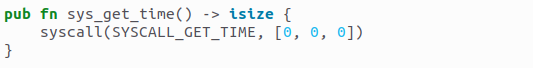 pub fn sys_get_time() -> isize {
    syscall(SYSCALL_GET_TIME, [0, 0, 0])
}